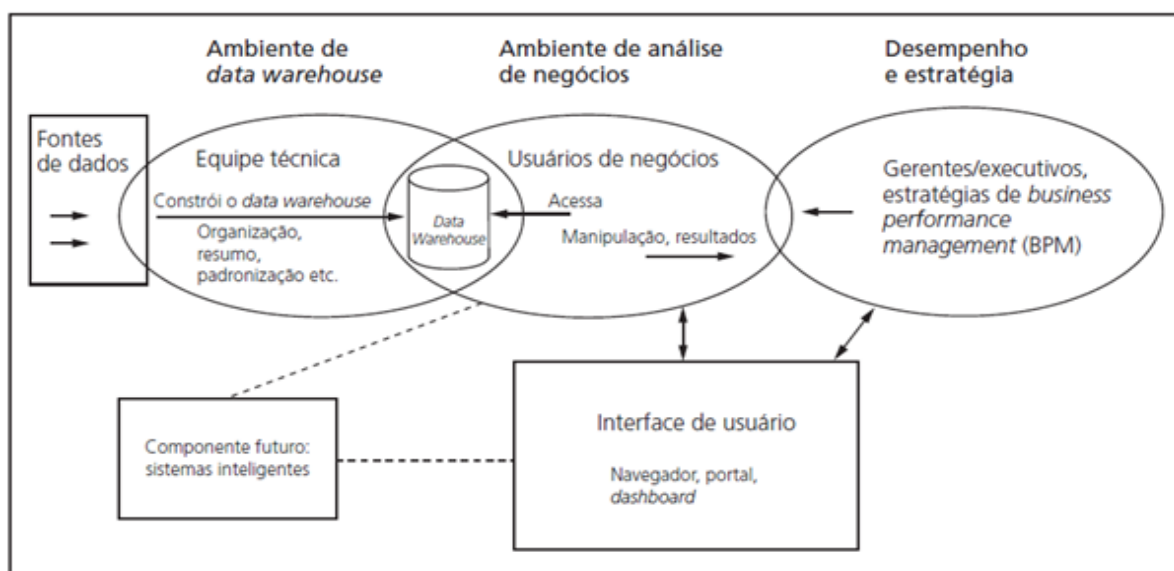 Ambiente de
data warehouse
Ambiente de análise
de negócios
Desempenho
e estratégia
Fontes
de dados
Equipe técnica
Constrói o data warehouse
Organização,
resumo,
padronização etc.
Data
Warehouse
Usuários de negócios
Acessa
Manipulação, resultados
Gerentes/executivos,
estratégias de business
performance
management (BPM)
Componente futuro:
sistemas inteligentes
Interface de usuário
Navegador, portal,
dashboard